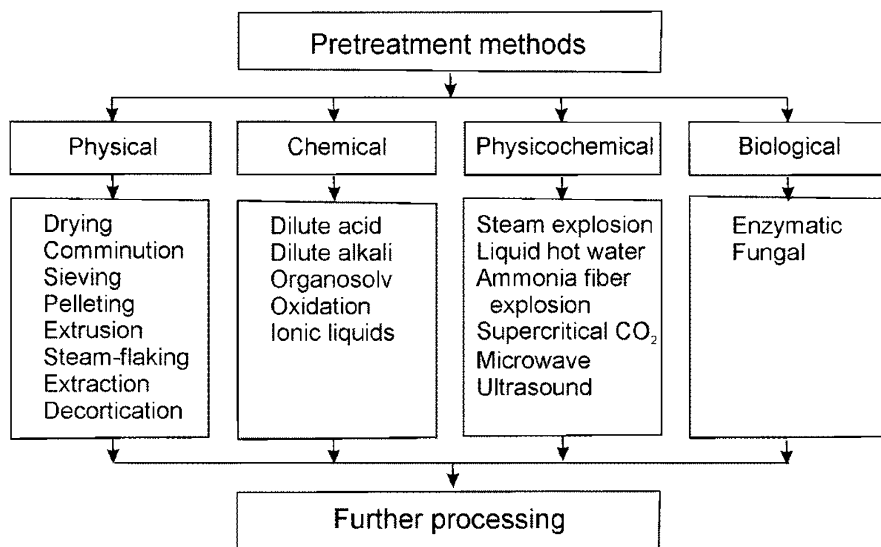 Pretreatment methods
Physical
Chemical
Physicochemical
Biological
Drying
Comminution
Sieving
Pelleting
Extrusion
Steam-flaking
Extraction
Decortication
Dilute acid
Dilute alkali
Organosolv
Oxidation
Ionic liquids
Steam explosion
Liquid hot water
Ammonia fiber
explosion
Supercritical CO₂
Microwave
Ultrasound
Enzymatic
Fungal
Further processing